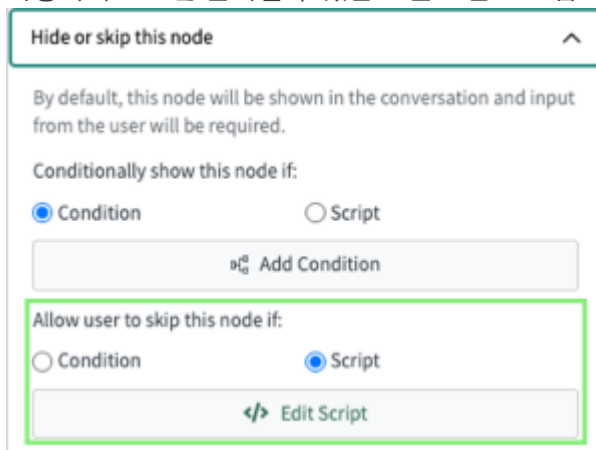 Hide or skip this node
By default, this node will be shown in the conversation and input
from the user will be required.
Conditionally show this node if:
Condition
Script
Add Condition
Allow user to skip this node if:
Condition
Script
</> Edit Script